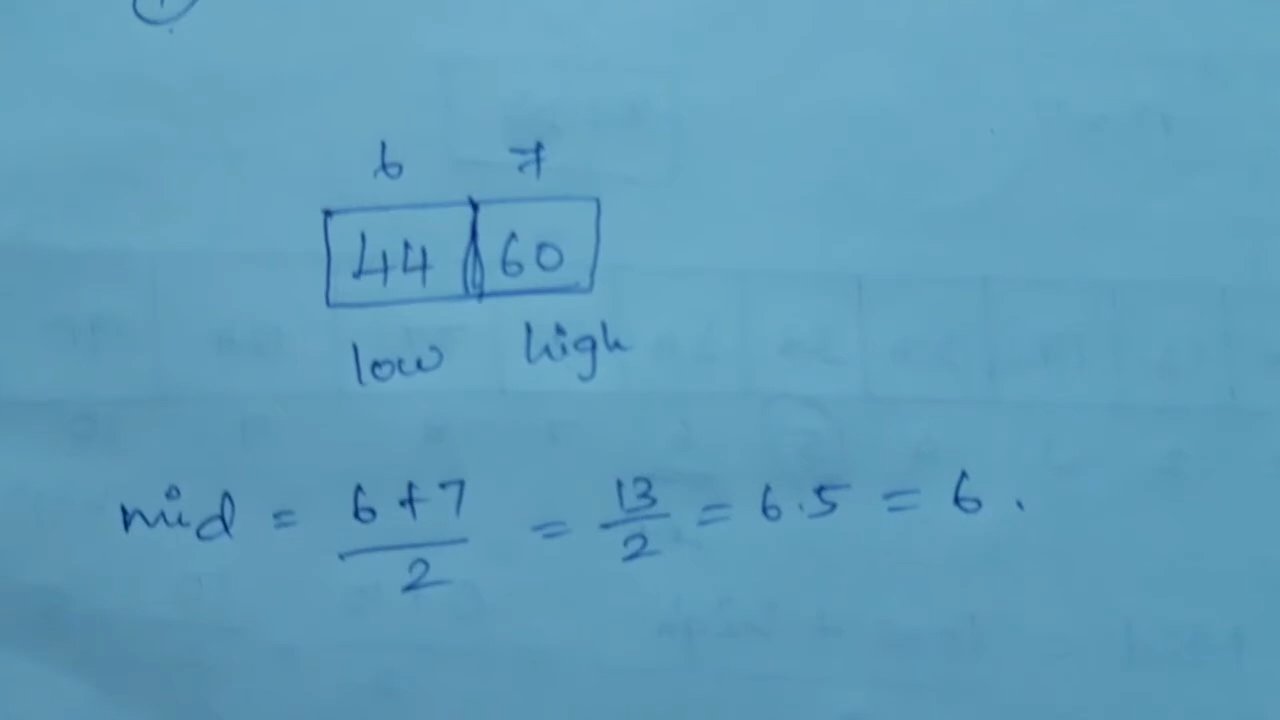 6 7
44 60
low high
mid = 6+7/2 = 13/2 = 6.5 = 6.